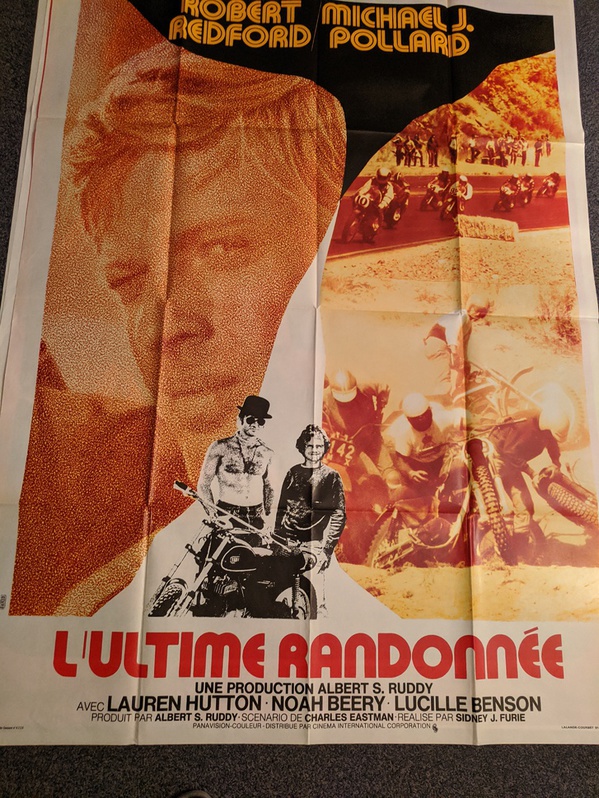 ROBERT REDFORD
MICHAEL J. POLLARD
42
L'ULTIME RANDONNÉE
UNE PRODUCTION ALBERT S. RUDDY
AVEC LAUREN HUTTON · NOAH BEERY · LUCILLE BENSON
PRODUIT PAR ALBERT S. RUDDY · SCENARIO DE CHARLES EASTMAN · REALISE PAR SIDNEY J. FURIE
PANAVISION-COULEUR · DISTRIBUE PAR CINEMA INTERNATIONAL CORPORATION